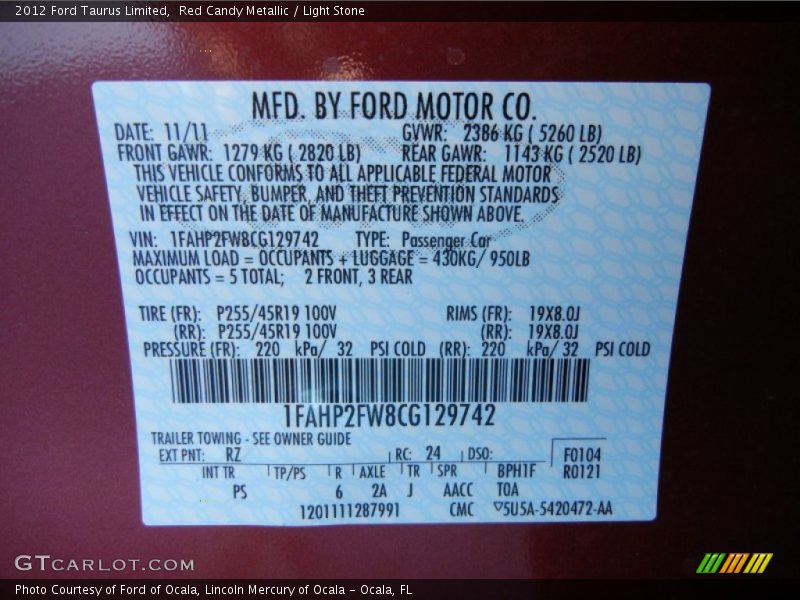 2012 Ford Taurus Limited,  Red Candy Metallic / Light Stone
MFD. BY FORD MOTOR CO.
DATE: 11/11 GVWR: 2386 KG ( 5260 LB)
FRONT GAWR: 1279 KG ( 2820 LB) REAR GAWR: 1143 KG ( 2520 LB)
THIS VEHICLE CONFORMS TO ALL APPLICABLE FEDERAL MOTOR
VEHICLE SAFETY, BUMPER, AND THEFT PREVENTION STANDARDS
IN EFFECT ON THE DATE OF MANUFACTURE SHOWN ABOVE.
VIN: 1FAHP2FW8CG129742 TYPE: Passenger Car
MAXIMUM LOAD = OCCUPANTS + LUGGAGE = 430KG/ 950LB
OCCUPANTS = 5 TOTAL; 2 FRONT, 3 REAR
TIRE (FR): P255/45R19 100V RIMS (FR): 19X8.0J
(RR): P255/45R19 100V (RR): 19X8.0J
PRESSURE (FR): 220 kPa/ 32 PSI COLD (RR): 220 kPa/ 32 PSI COLD
1FAHP2FW8CG129742
TRAILER TOWING - SEE OWNER GUIDE
EXT PNT: RZ RC: 24 DSO: F0104
INT TR TP/PS R AXLE TR SPR BPH1F R0121
PS 6 2A J AACC TOA
1201111287991 CMC ▽5U5A-5420472-AA
GTCARLOT.COM
Photo Courtesy of Ford of Ocala, Lincoln Mercury of Ocala - Ocala, FL